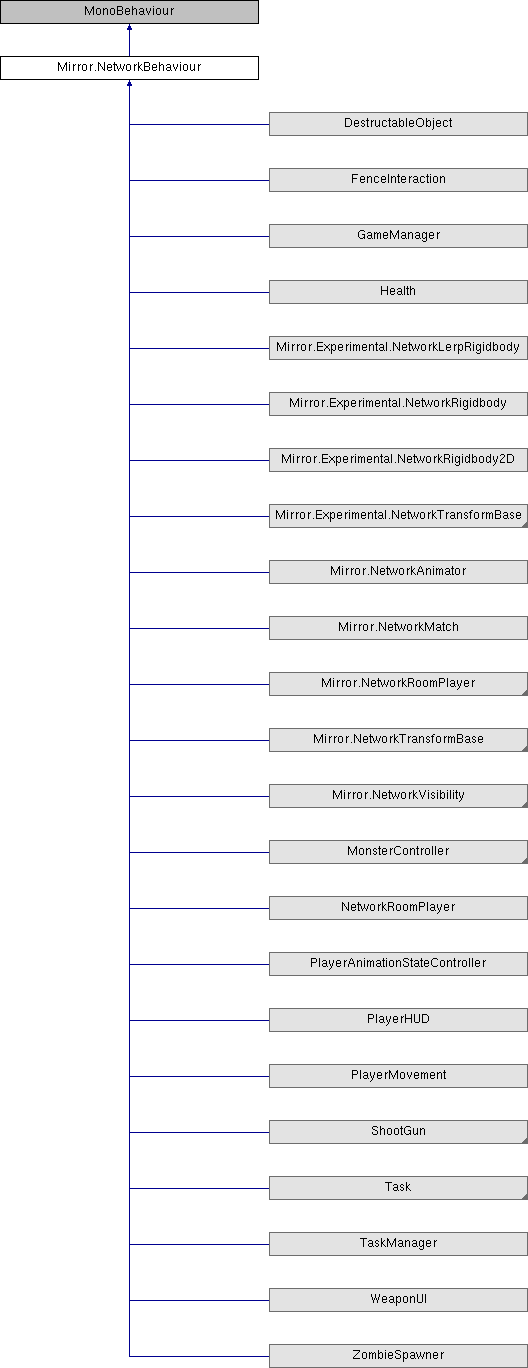 MonoBehaviour
Mirror.NetworkBehaviour
DestructableObject
FenceInteraction
GameManager
Health
Mirror.Experimental.NetworkLerpRigidbody
Mirror.Experimental.NetworkRigidbody
Mirror.Experimental.NetworkRigidbody2D
Mirror.Experimental.NetworkTransformBase
Mirror.NetworkAnimator
Mirror.NetworkMatch
Mirror.NetworkRoomPlayer
Mirror.NetworkTransformBase
Mirror.NetworkVisibility
MonsterController
NetworkRoomPlayer
PlayerAnimationStateController
PlayerHUD
PlayerMovement
ShootGun
Task
TaskManager
WeaponUI
ZombieSpawner